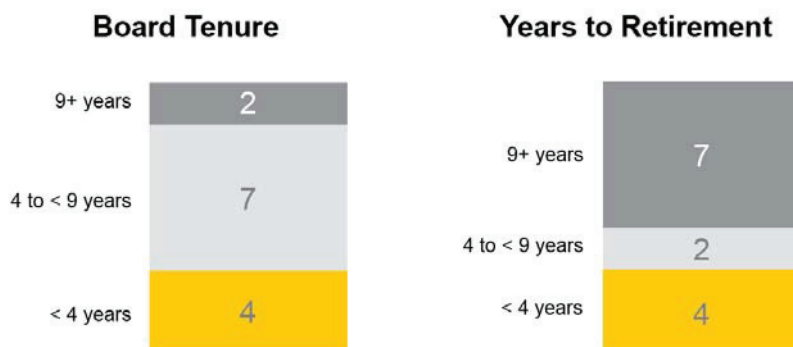 Board Tenure
9+ years
2
4 to < 9 years
7
< 4 years
4
Years to Retirement
9+ years
7
4 to < 9 years
2
< 4 years
4